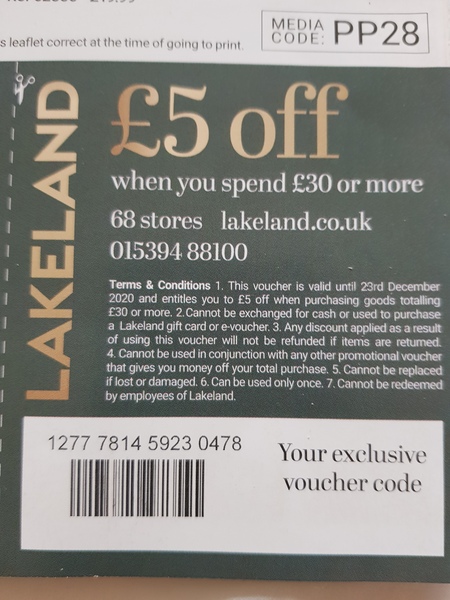 s leaflet correct at the time of going to print.
MEDIA
CODE: PP28
LAKELAND
£5 off
when you spend £30 or more
68 stores lakeland.co.uk
015394 88100
Terms & Conditions 1. This voucher is valid until 23rd December
2020 and entitles you to £5 off when purchasing goods totalling
£30 or more. 2. Cannot be exchanged for cash or used to purchase
a Lakeland gift card or e-voucher. 3. Any discount applied as a result
of using this voucher will not be refunded if items are returned.
4. Cannot be used in conjunction with any other promotional voucher
that gives you money off your total purchase. 5. Cannot be replaced
if lost or damaged. 6. Can be used only once. 7. Cannot be redeemed
by employees of Lakeland.
1277 7814 5923 0478
Your exclusive
voucher code